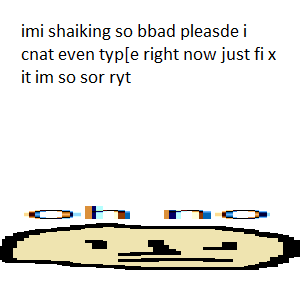 imi shaiking so bbad pleasde i
cnat even typ[e right now just fi x
it im so sor ryt